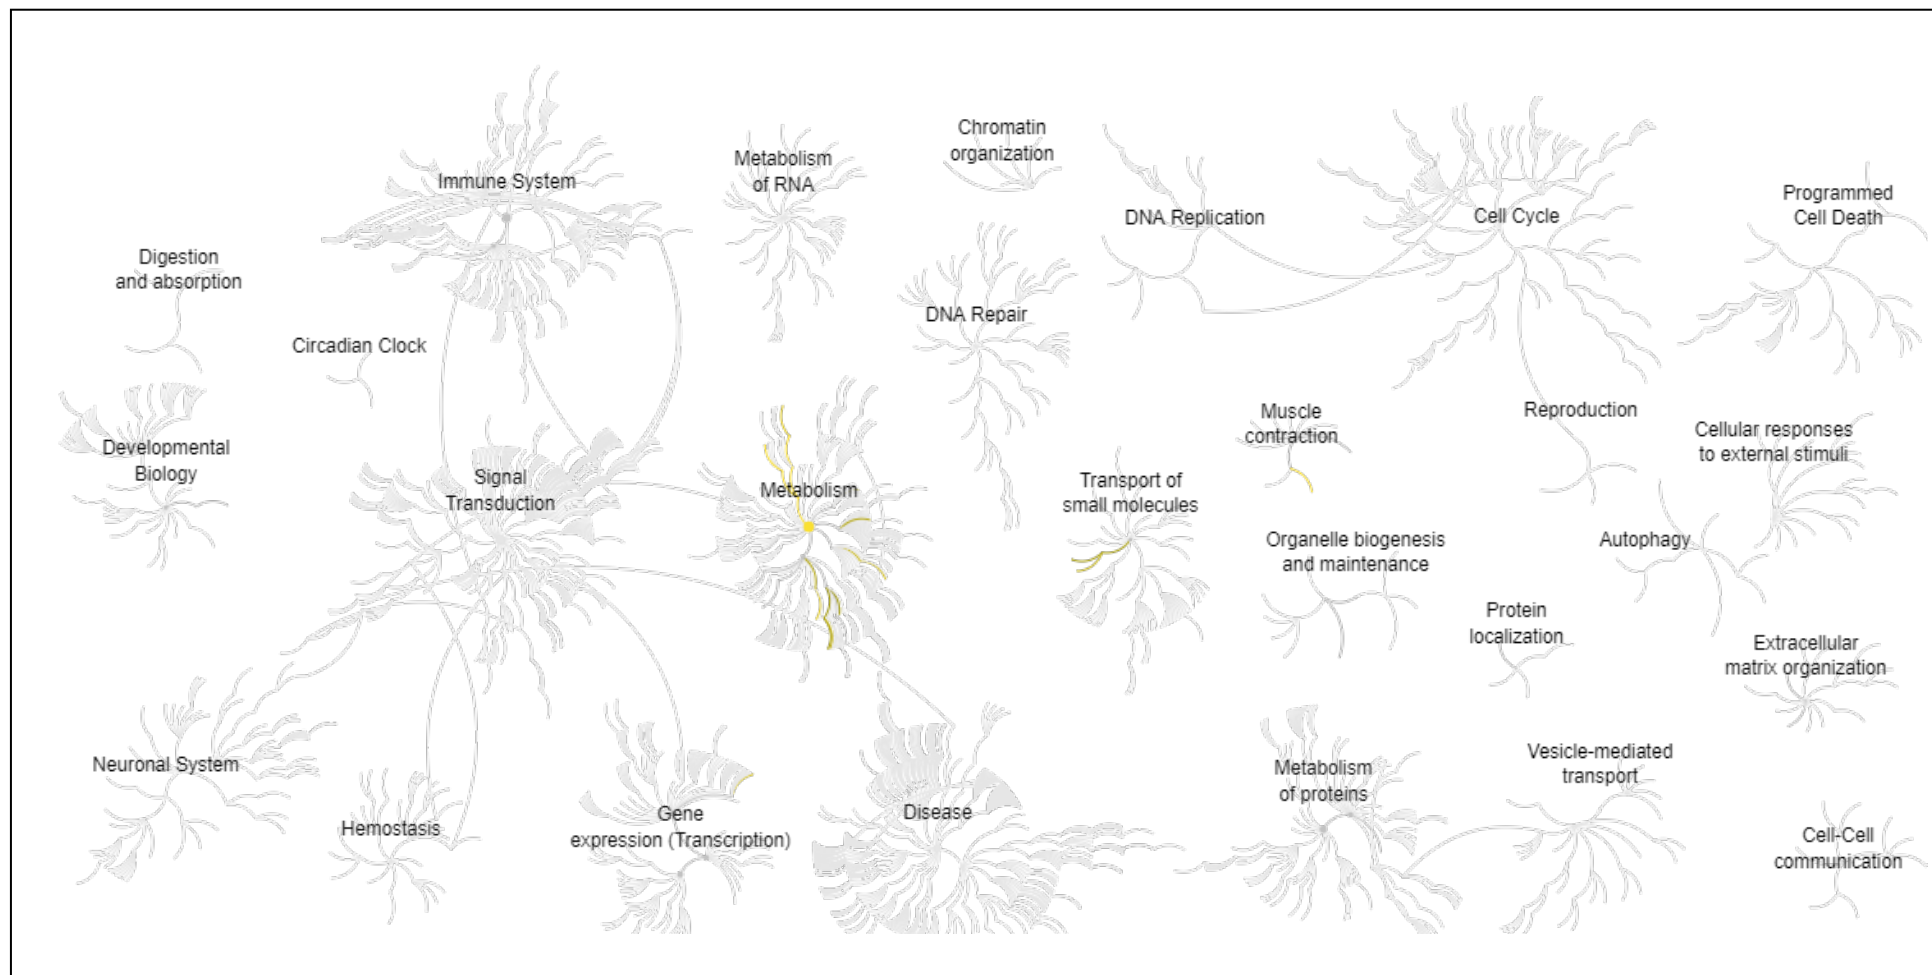 Chromatin
organization
Metabolism
of RNA
Immune System
Programmed
Cell Death
DNA Replication
Cell Cycle
Digestion
and absorption
DNA Repair
Circadian Clock
Muscle
contraction
Reproduction
Cellular responses
to external stimuli
Developmental
Biology
Signal
Transduction
Metabolism
Transport of
small molecules
Organelle biogenesis
and maintenance
Autophagy
Protein
localization
Extracellular
matrix organization
Neuronal System
Vesicle-mediated
transport
Metabolism
of proteins
Hemostasis
Gene
expression (Transcription)
Disease
Cell-Cell
communication